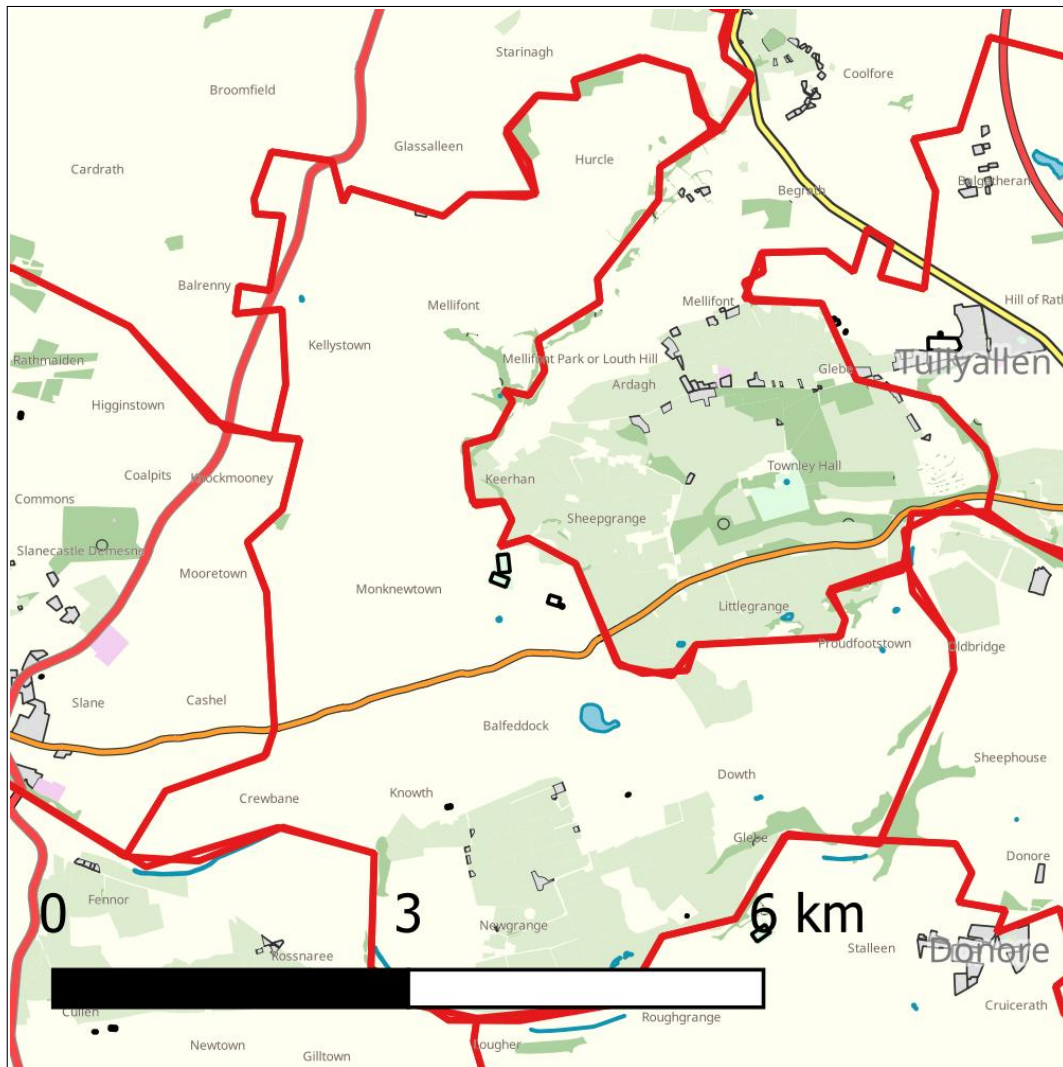 Starinagh
Coolfore
Broomfield
Glassalleen
Hurcle
Cardrath
Begrath
Balgatheran
Balrenny
Mellifont
Mellifont
Hill of Rath
Kellystown
Rathmaiden
Mellifont Park or Louth Hill
Tullyallen
Ardagh
Glebe
Higginstown
Coalpits
Knockmooney
Keerhan
Townley Hall
Commons
Sheepgrange
Slanecastle Demesne
Mooretown
Monknewtown
Littlegrange
Proudfootstown
Oldbridge
Slane
Cashel
Balfeddock
Sheephouse
Dowth
Crewbane
Knowth
Glebe
Donore
Fennor
0
3
6 km
Newgrange
Rossnaree
Stalleen
Donore
Cullen
Roughgrange
Cruicerath
Newtown
Gilltown
Tougher